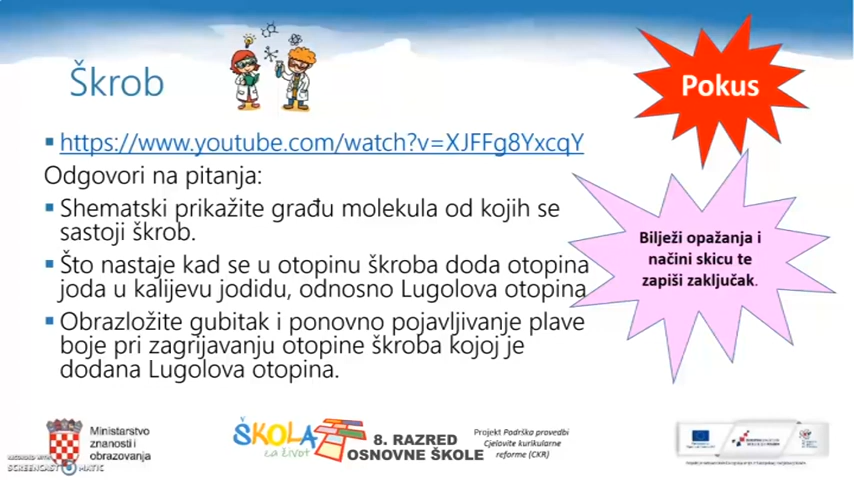 Škrob
Pokus
https://www.youtube.com/watch?v=XJFFg8YxcqY
Odgovori na pitanja:
Shematski prikažite građu molekula od kojih se
sastoji škrob.
Što nastaje kad se u otopinu škroba doda otopina
joda u kalijevu jodidu, odnosno Lugolova otopina
Obrazložite gubitak i ponovno pojavljivanje plave
boje pri zagrijavanju otopine škroba kojoj je
dodana Lugolova otopina.
Bilježi opažanja i
načini skicu te
zapiši zaključak.
Ministarstvo
znanosti i
obrazovanja
ŠKOLA
za život
8. RAZRED
OSNOVNE ŠKOLE
Projekt Podrška provedbi
Cjelovite kurikularne
reforme (CKR)
RECORDED WITH
SCREENCAST MATIC